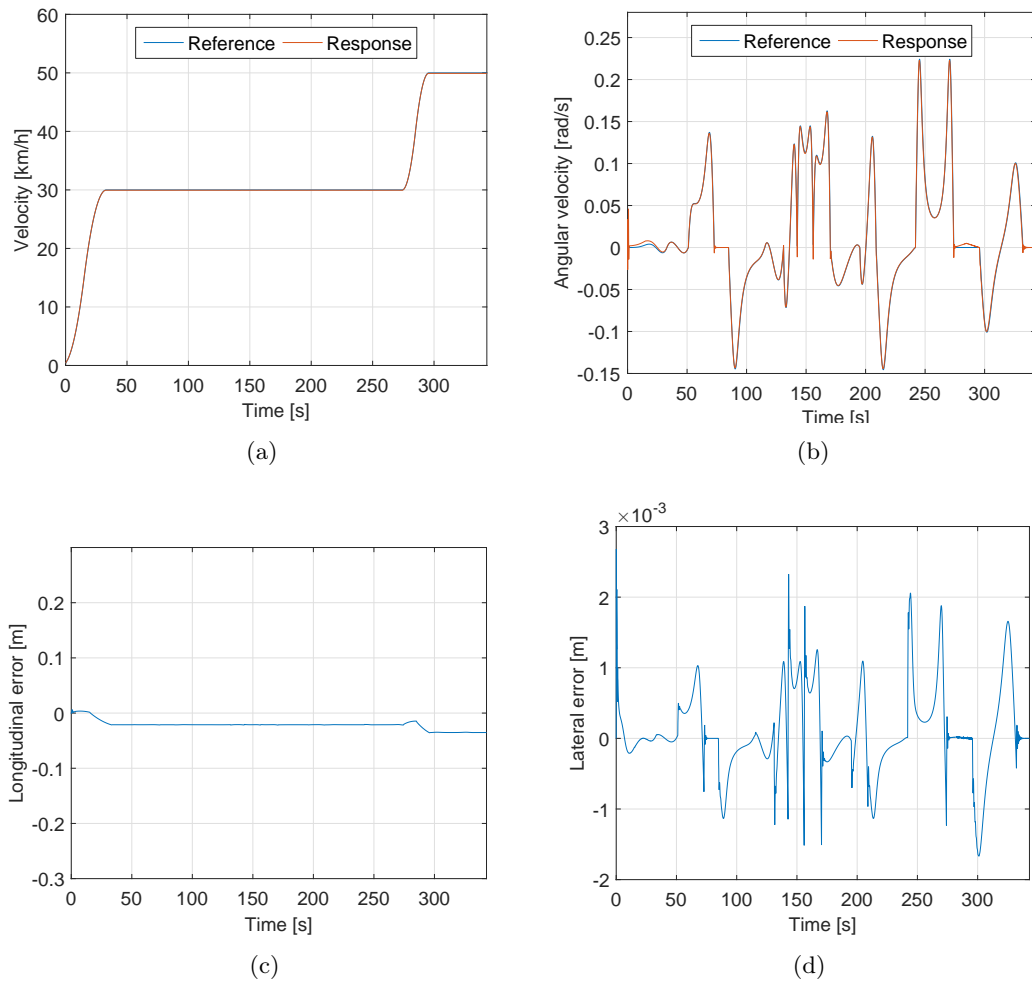 Reference Response
Velocity [km/h]
60
50
40
30
20
10
0
0 50 100 150 200 250 300
Time [s]
(a)
Reference Response
Angular velocity [rad/s]
0.25
0.2
0.15
0.1
0.05
0
-0.05
-0.1
-0.15
0 50 100 150 200 250 300
Time [s]
(b)
Longitudinal error [m]
0.2
0.1
0
-0.1
-0.2
-0.3
0 50 100 150 200 250 300
Time [s]
(c)
×10-3
Lateral error [m]
3
2
1
0
-1
-2
0 50 100 150 200 250 300
Time [s]
(d)